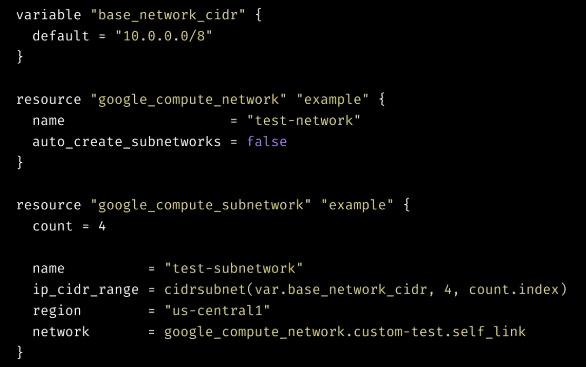 variable "base_network_cidr" {
  default = "10.0.0.0/8"
}

resource "google_compute_network" "example" {
  name                    = "test-network"
  auto_create_subnetworks = false
}

resource "google_compute_subnetwork" "example" {
  count = 4

  name          = "test-subnetwork"
  ip_cidr_range = cidrsubnet(var.base_network_cidr, 4, count.index)
  region        = "us-central1"
  network       = google_compute_network.custom-test.self_link
}